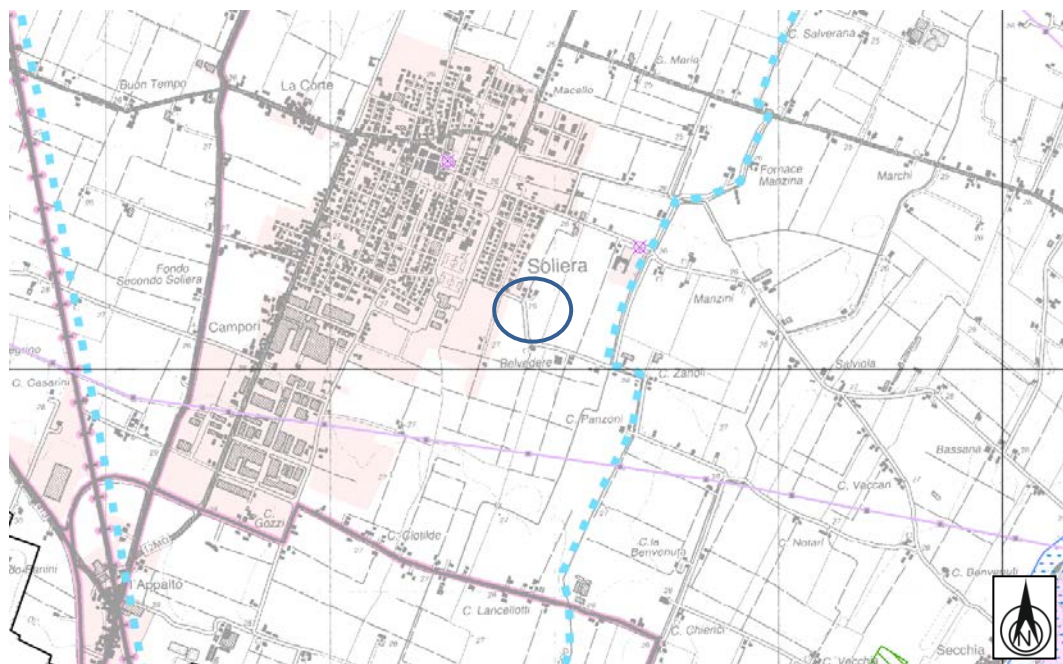 C. Salverana
S. Maria
Buon Tempo
La Corte
Macello
Fornace
Manzina
Marchi
Soliera
Fondo
Secondo Soliera
Manzini
Campori
Belvedere
Salviola
C. Casarini
C. Zanoli
C. Panzoni
Bassana
C. Vaccari
C. Gozzi
C. Clotilde
C. la
Benvenuta
C. Notari
l'Appalto
C. Benvenuti
C. Lancellotti
C. Chierici
Secchia
N